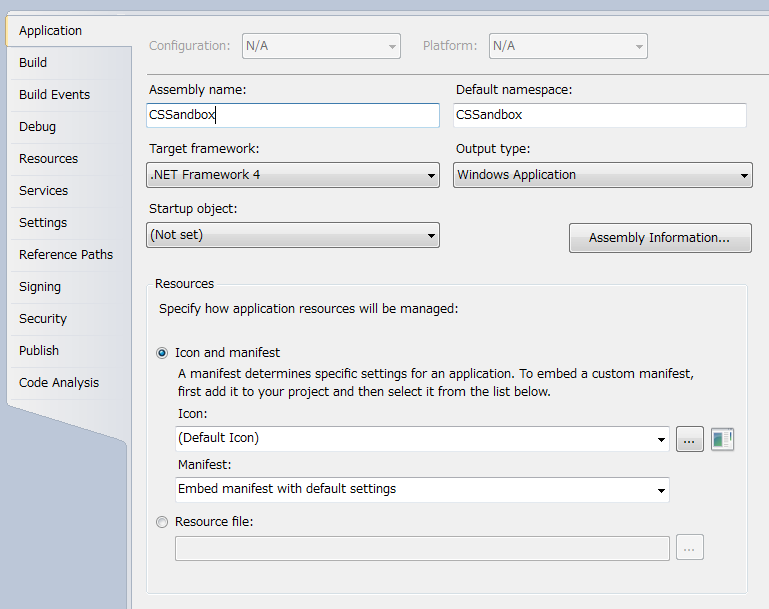 Application
Build
Build Events
Debug
Resources
Services
Settings
Reference Paths
Signing
Security
Publish
Code Analysis
Configuration: N/A Platform: N/A
Assembly name: Default namespace:
CSSandbox CSSandbox
Target framework: Output type:
.NET Framework 4 Windows Application
Startup object:
(Not set) Assembly Information...
Resources
Specify how application resources will be managed:
Icon and manifest
A manifest determines specific settings for an application. To embed a custom manifest,
first add it to your project and then select it from the list below.
Icon:
(Default Icon) ...
Manifest:
Embed manifest with default settings
Resource file:
...